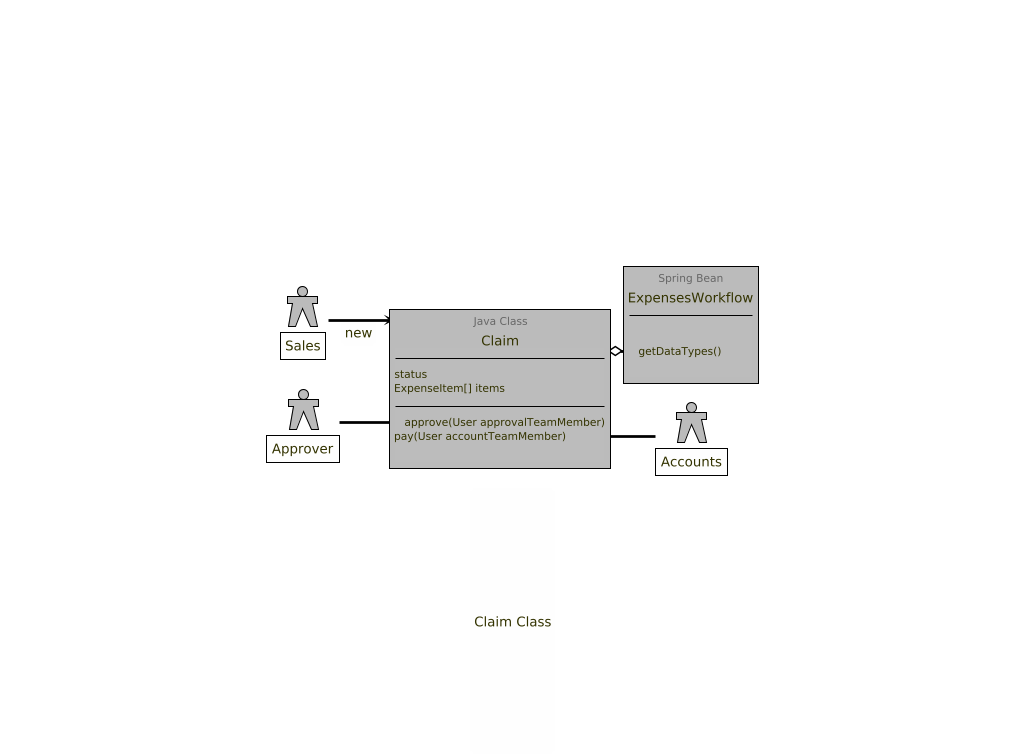 Spring Bean
ExpensesWorkflow
getDataTypes()
Sales
new
Java Class
Claim
status
ExpenseItem[] items
approve(User approvalTeamMember)
pay(User accountTeamMember)
Approver
Accounts
Claim Class